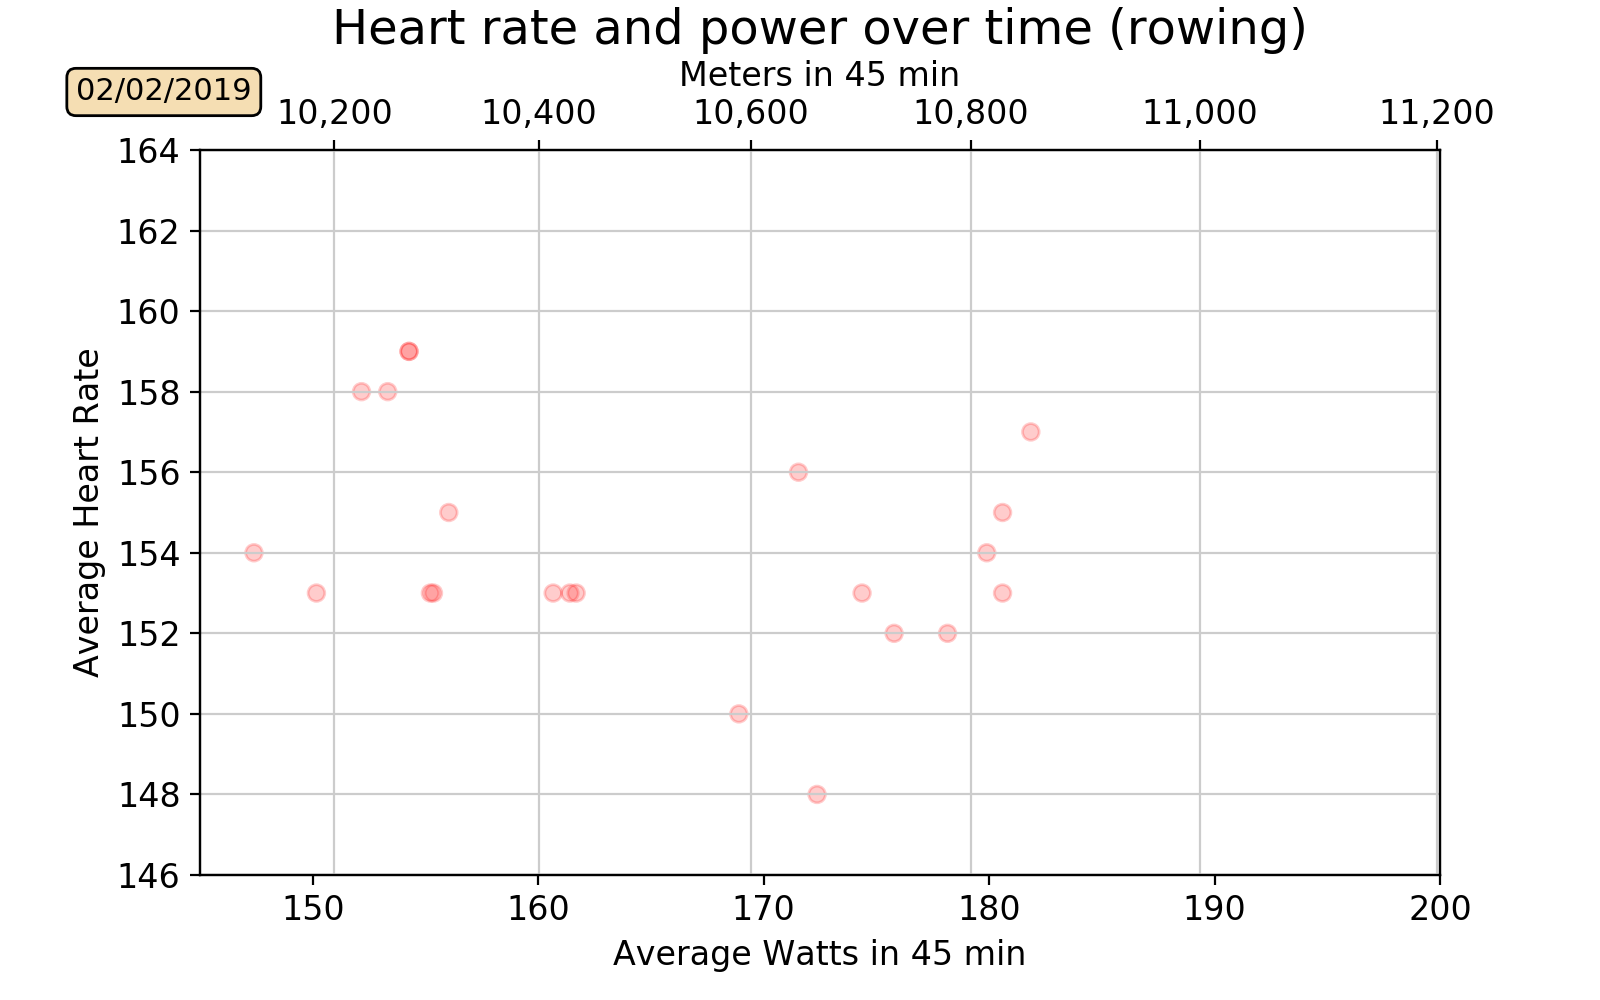 Heart rate and power over time (rowing)
Meters in 45 min
02/02/2019
10,200 10,400 10,600 10,800 11,000 11,200
164
162
160
158
156
154
152
150
148
146
Average Heart Rate
150 160 170 180 190 200
Average Watts in 45 min